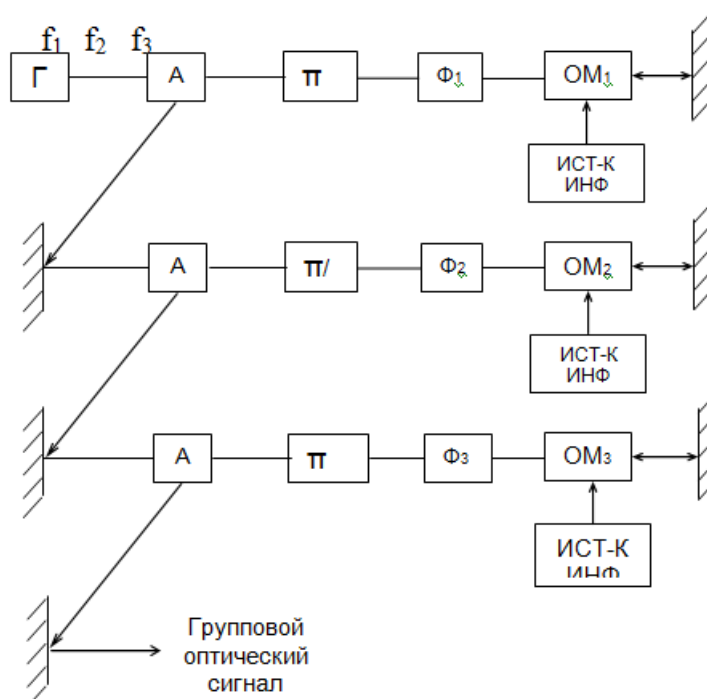 f₁ f₂ f₃
Г А π Ф₁ ОМ₁
ИСТ-К
ИНФ
А π/ Ф₂ ОМ₂
ИСТ-К
ИНФ
А π Ф₃ ОМ₃
ИСТ-К
ИНФ
Групповой
оптический
сигнал